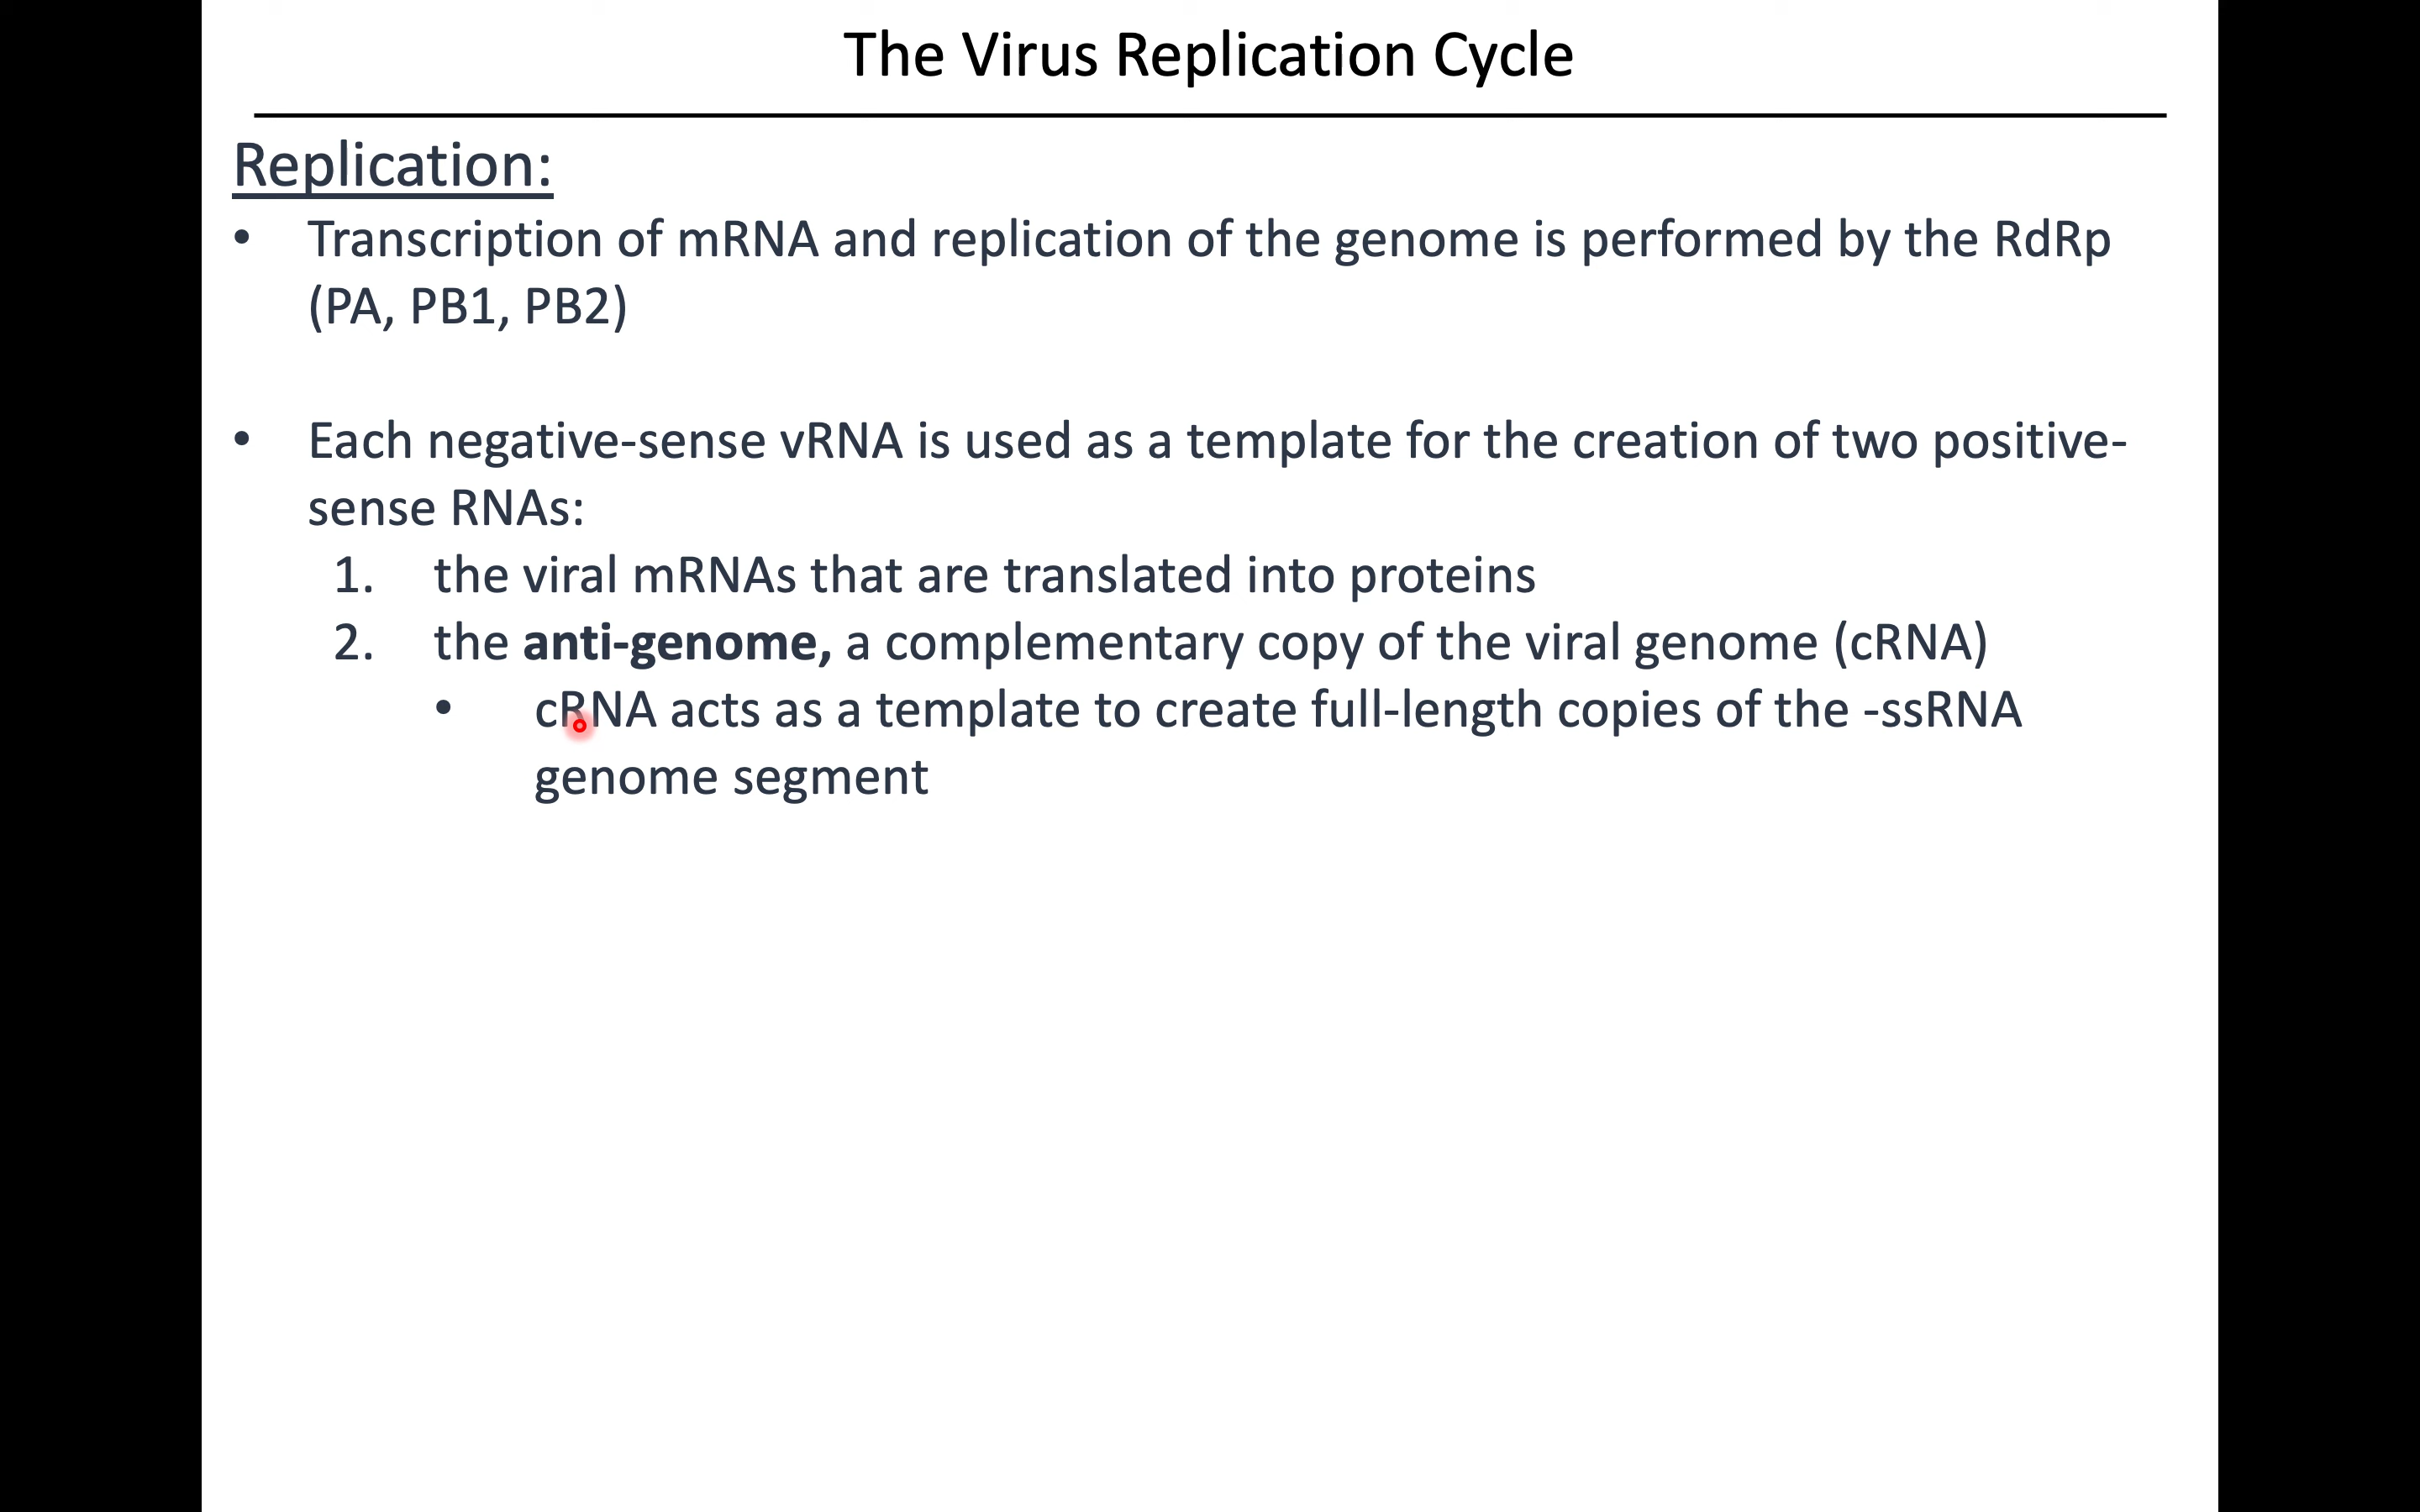 The Virus Replication Cycle
Replication:
• Transcription of mRNA and replication of the genome is performed by the RdRp
(PA, PB1, PB2)
• Each negative-sense vRNA is used as a template for the creation of two positive-
sense RNAs:
1. the viral mRNAs that are translated into proteins
2. the anti-genome, a complementary copy of the viral genome (cRNA)
• cRNA acts as a template to create full-length copies of the -ssRNA
genome segment